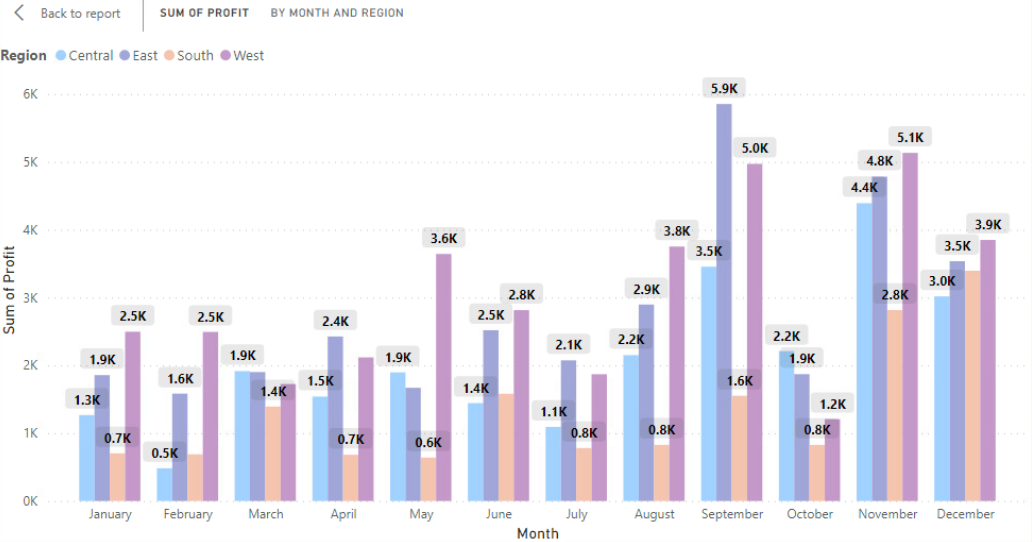 Back to report SUM OF PROFIT BY MONTH AND REGION
Region Central East South West
Sum of Profit
6K
5K
4K
3K
2K
1K
0K
1.3K 1.9K 0.7K 2.5K
0.5K 1.6K 2.5K
1.9K 1.4K
1.5K 2.4K 0.7K
1.9K 0.6K 3.6K
1.4K 2.5K 2.8K
1.1K 2.1K 0.8K
2.2K 2.9K 0.8K 3.8K
3.5K 5.9K 1.6K 5.0K
2.2K 1.9K 0.8K 1.2K
4.4K 4.8K 2.8K 5.1K
3.0K 3.5K 3.9K
January February March April May June July August September October November December
Month